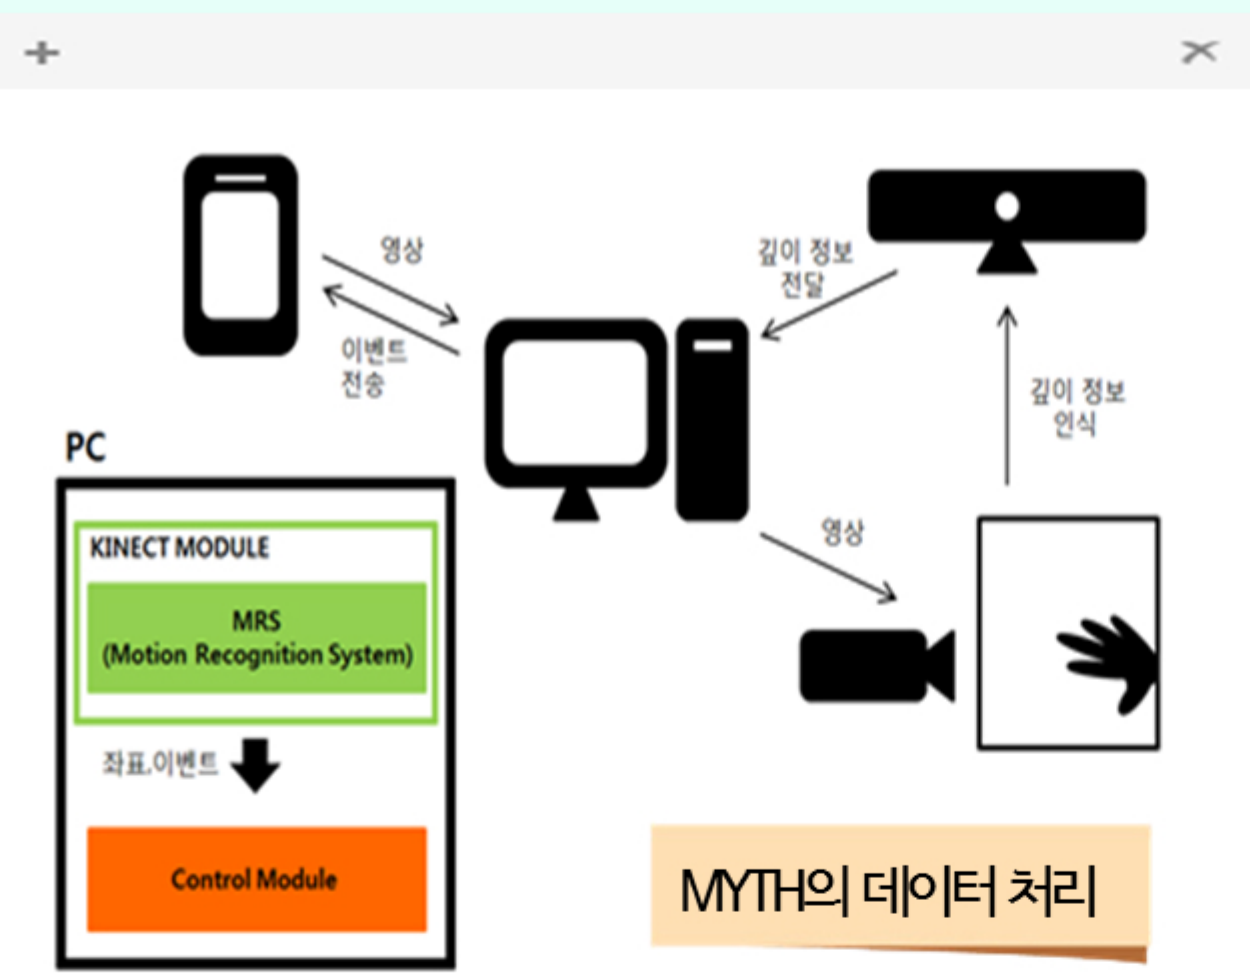 영상
깊이 정보
전달
이벤트
전송
깊이 정보
인식
PC
KINECT MODULE
MRS
(Motion Recognition System)
영상
좌표.이벤트
Control Module
MYTH의 데이터 처리